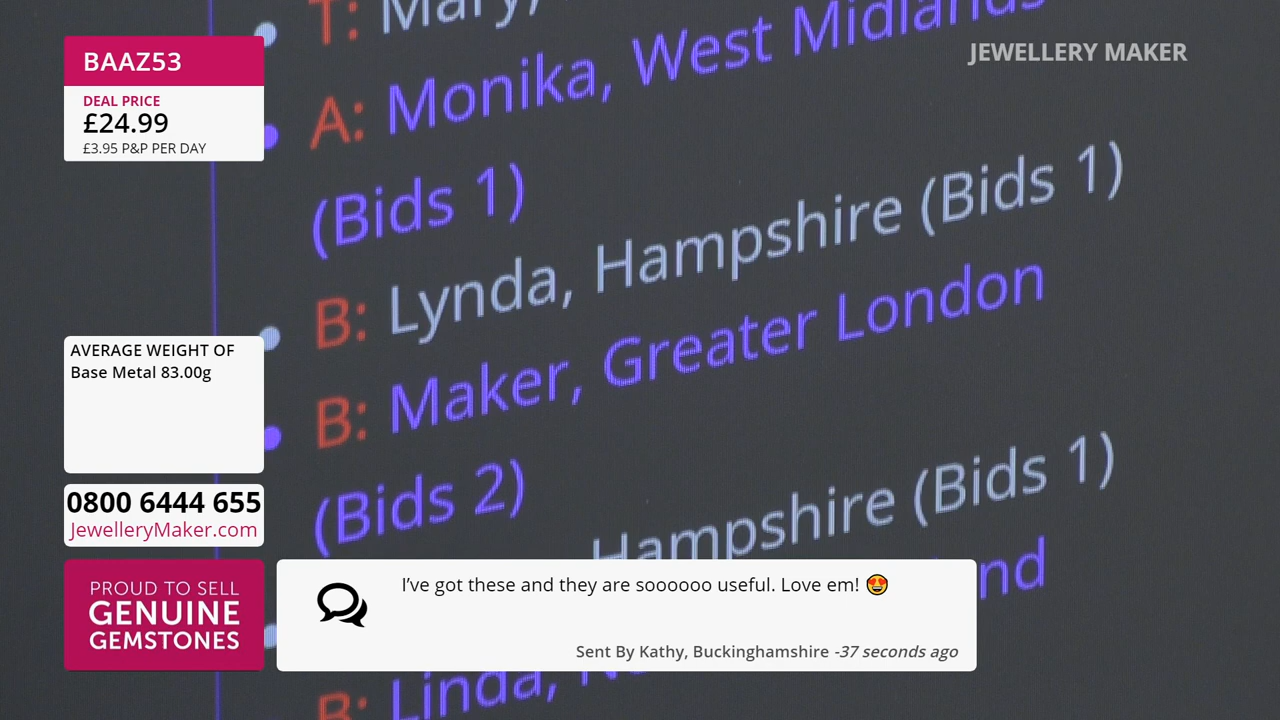 BAAZ53
DEAL PRICE
£24.99
£3.95 P&P PER DAY
JEWELLERY MAKER
T: Mary,
A: Monika, West Midlands
(Bids 1)
B: Lynda, Hampshire (Bids 1)
B: Maker, Greater London
(Bids 2)
Hampshire (Bids 1)
B: Linda,
AVERAGE WEIGHT OF
Base Metal 83.00g
0800 6444 655
JewelleryMaker.com
PROUD TO SELL
GENUINE
GEMSTONES
I've got these and they are soooooo useful. Love em! 😍
Sent By Kathy, Buckinghamshire -37 seconds ago